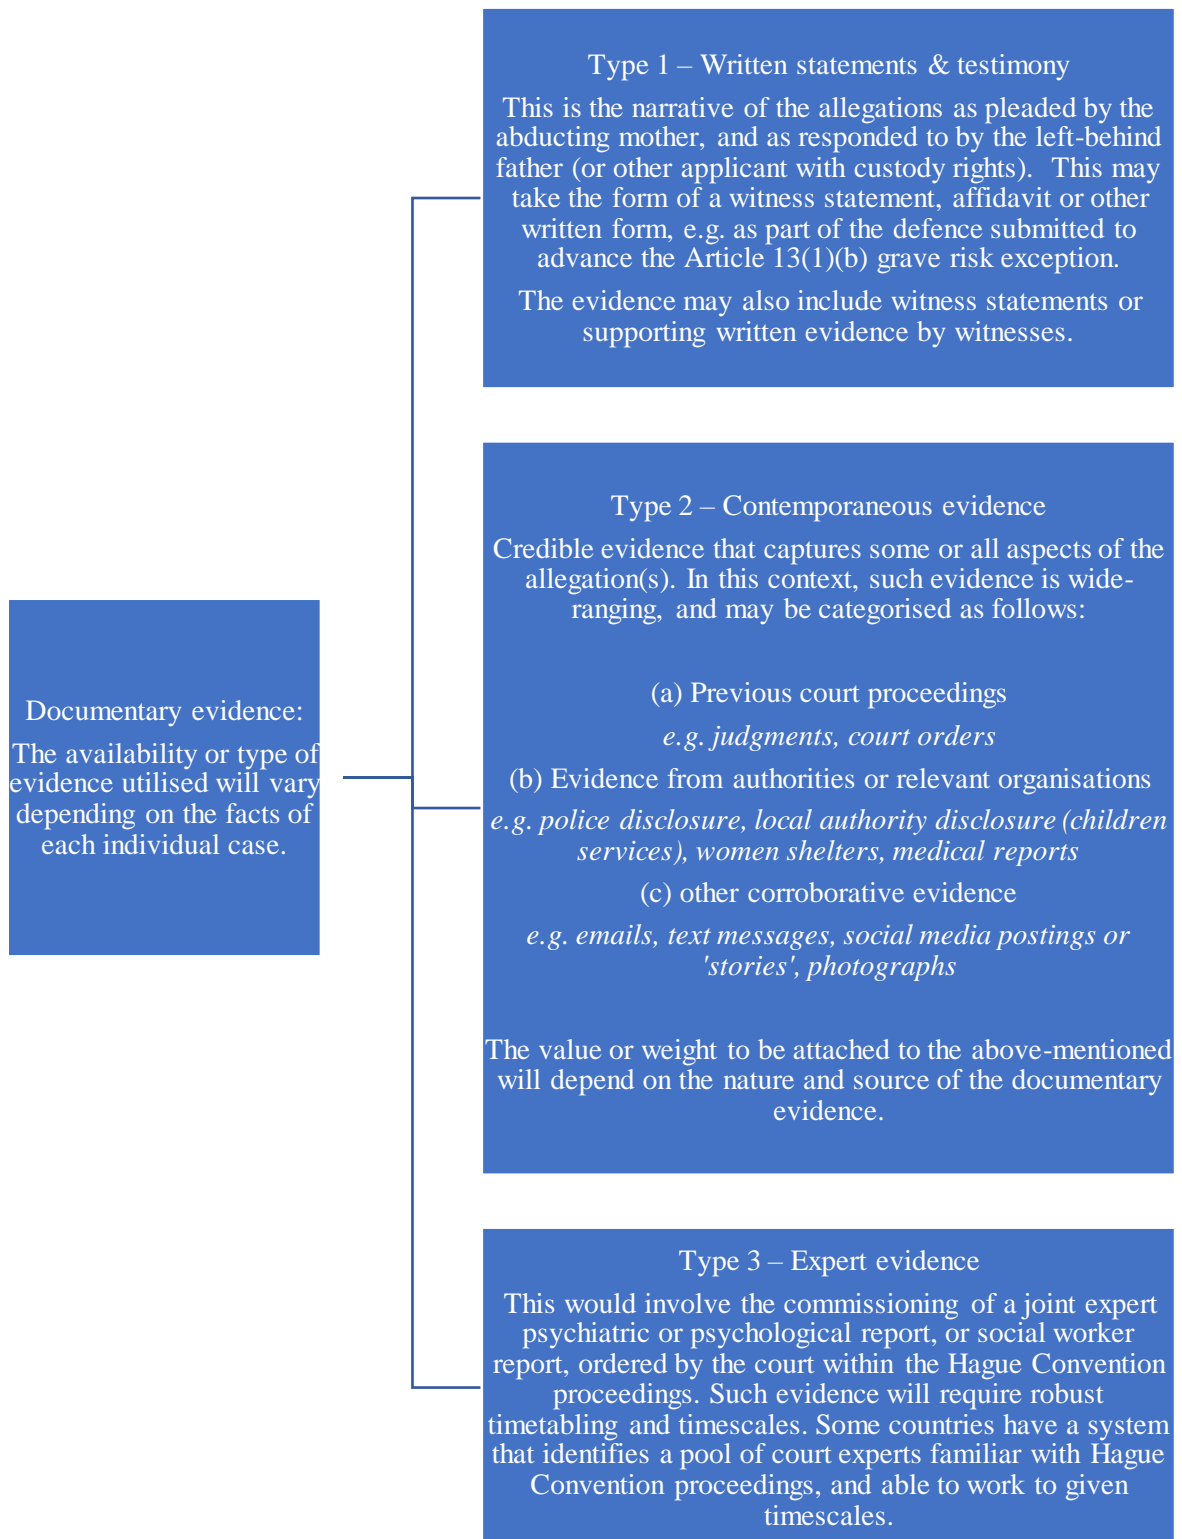 Documentary evidence:
The availability or type of
evidence utilised will vary
depending on the facts of
each individual case.
Type 1 – Written statements & testimony
This is the narrative of the allegations as pleaded by the
abducting mother, and as responded to by the left-behind
father (or other applicant with custody rights).  This may
take the form of a witness statement, affidavit or other
written form, e.g. as part of the defence submitted to
advance the Article 13(1)(b) grave risk exception.
The evidence may also include witness statements or
supporting written evidence by witnesses.
Type 2 – Contemporaneous evidence
Credible evidence that captures some or all aspects of the
allegation(s). In this context, such evidence is wide-
ranging, and may be categorised as follows:
(a) Previous court proceedings
e.g. judgments, court orders
(b) Evidence from authorities or relevant organisations
e.g. police disclosure, local authority disclosure (children
services), women shelters, medical reports
(c) other corroborative evidence
e.g. emails, text messages, social media postings or
'stories', photographs
The value or weight to be attached to the above-mentioned
will depend on the nature and source of the documentary
evidence.
Type 3 – Expert evidence
This would involve the commissioning of a joint expert
psychiatric or psychological report, or social worker
report, ordered by the court within the Hague Convention
proceedings. Such evidence will require robust
timetabling and timescales. Some countries have a system
that identifies a pool of court experts familiar with Hague
Convention proceedings, and able to work to given
timescales.